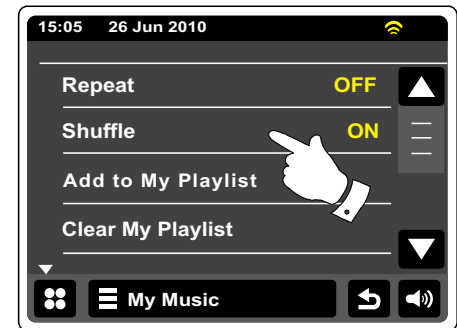 15:05 26 Jun 2010
Repeat OFF
Shuffle ON
Add to My Playlist
Clear My Playlist
My Music